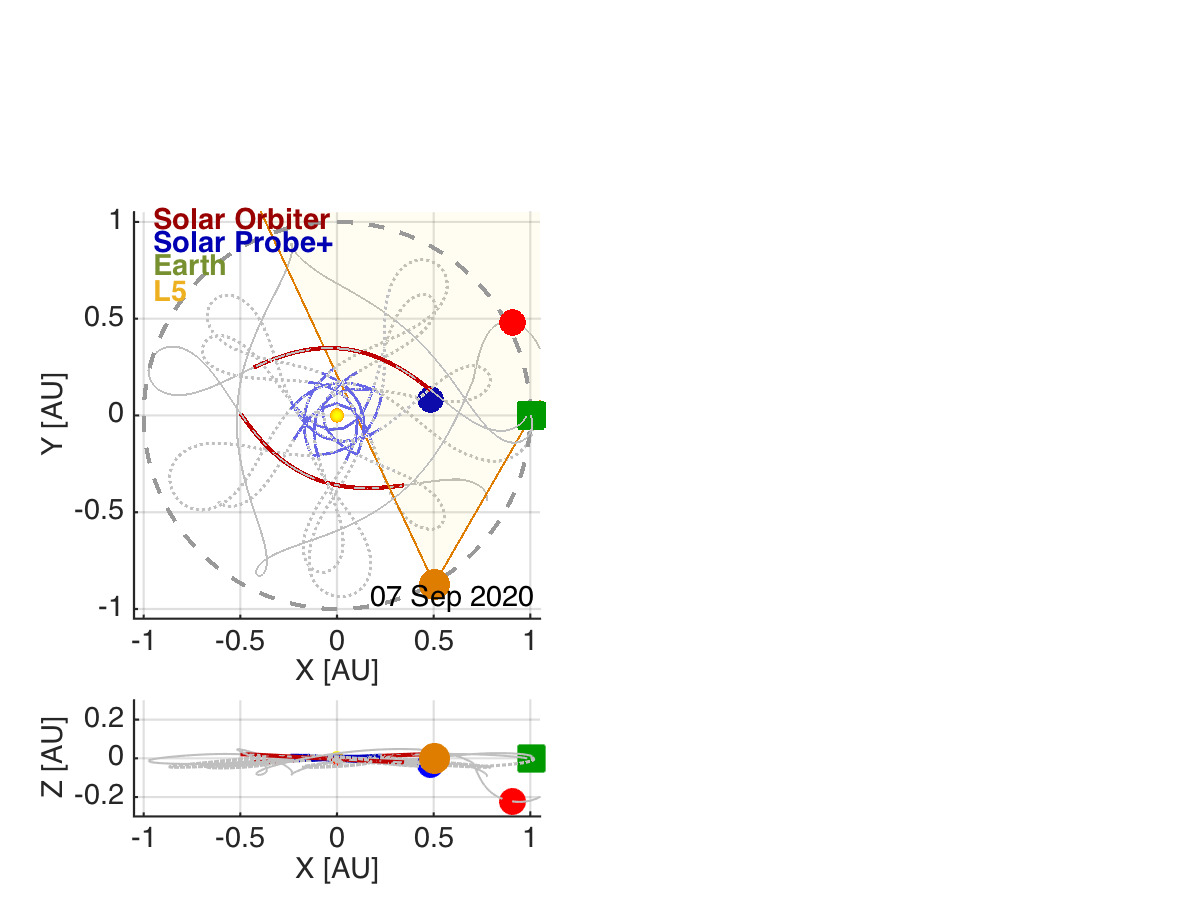 Solar Orbiter
Solar Probe+
Earth
L5
1
0.5
0
-0.5
-1
Y [AU]
07 Sep 2020
-1 -0.5 0 0.5 1
X [AU]
0.2
0
-0.2
Z [AU]
-1 -0.5 0 0.5 1
X [AU]